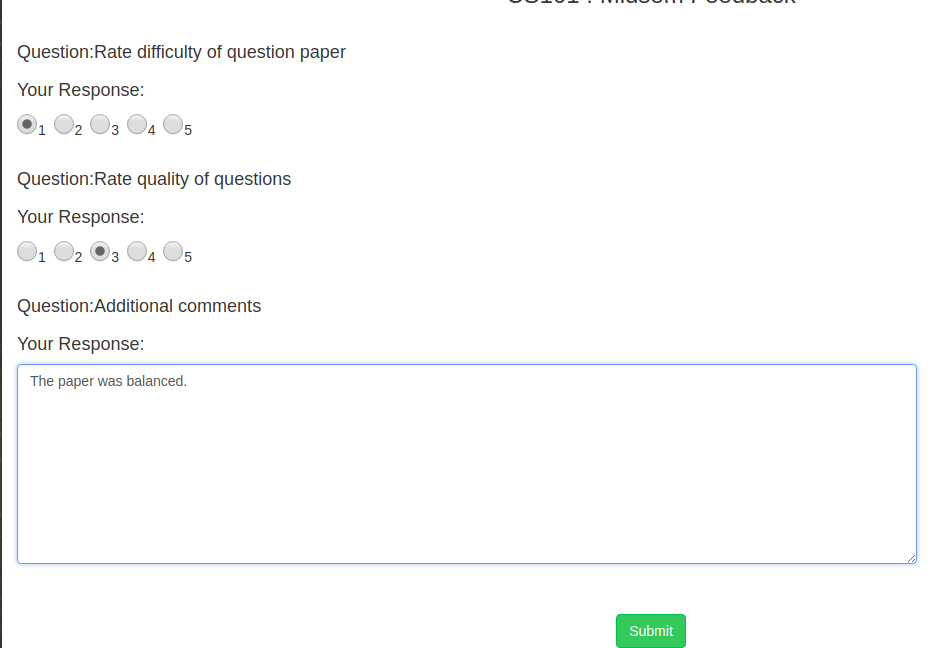 CS101 : Midsem Feedback
Question:Rate difficulty of question paper
Your Response:
1 2 3 4 5
Question:Rate quality of questions
Your Response:
1 2 3 4 5
Question:Additional comments
Your Response:
The paper was balanced.
Submit